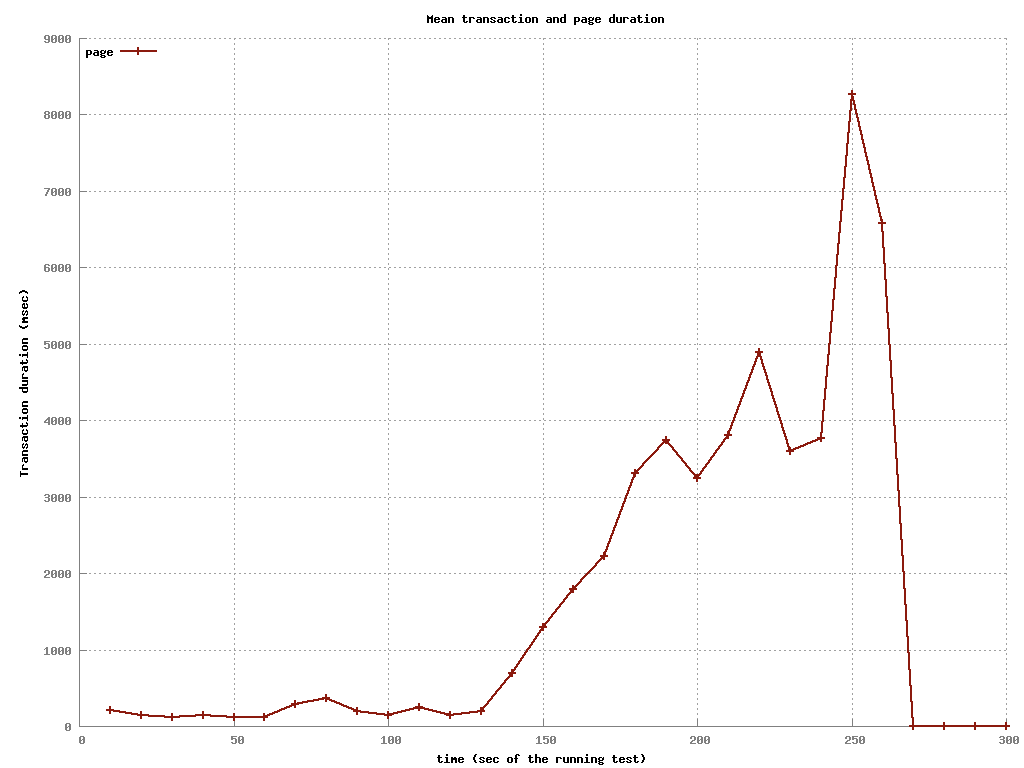 Mean transaction and page duration
page
9000
8000
7000
6000
5000
4000
3000
2000
1000
0
Transaction duration (msec)
0 50 100 150 200 250 300
time (sec of the running test)